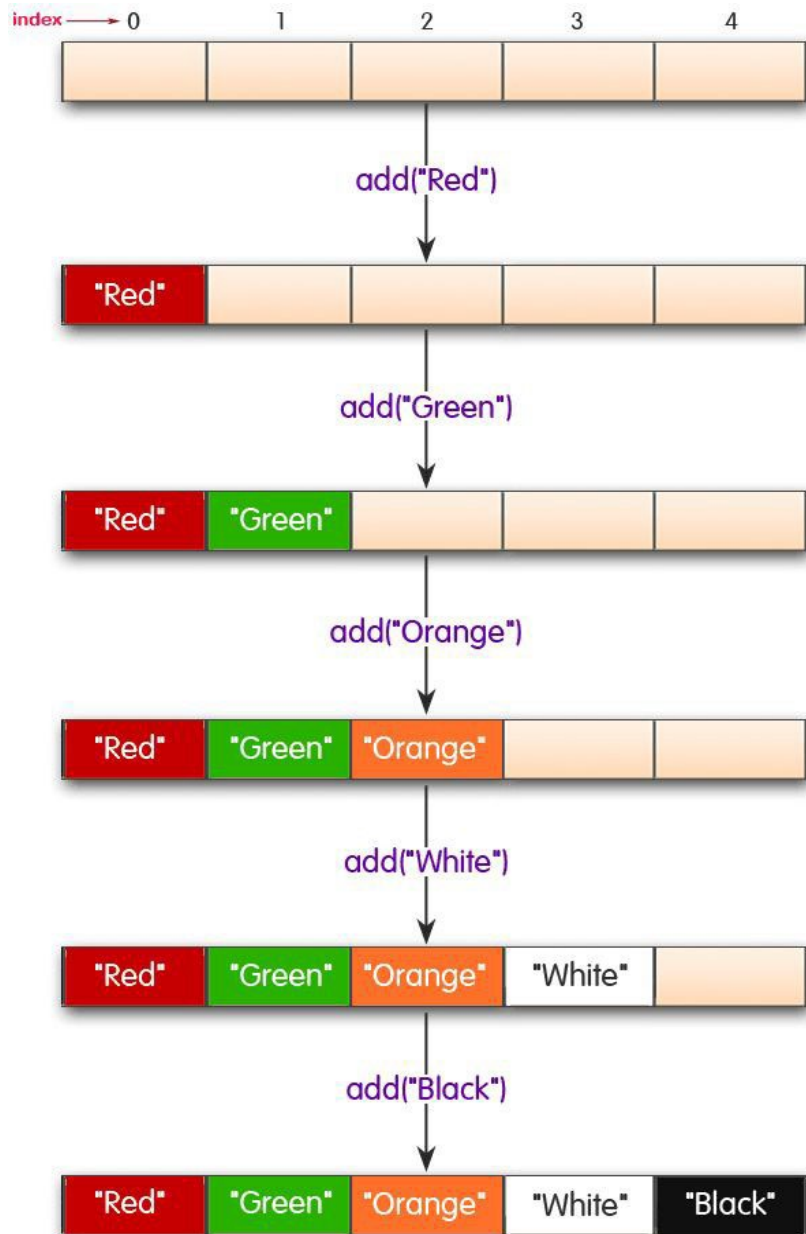 index 0 1 2 3 4
add("Red")
"Red"
add("Green")
"Red" "Green"
add("Orange")
"Red" "Green" "Orange"
add("White")
"Red" "Green" "Orange" "White"
add("Black")
"Red" "Green" "Orange" "White" "Black"